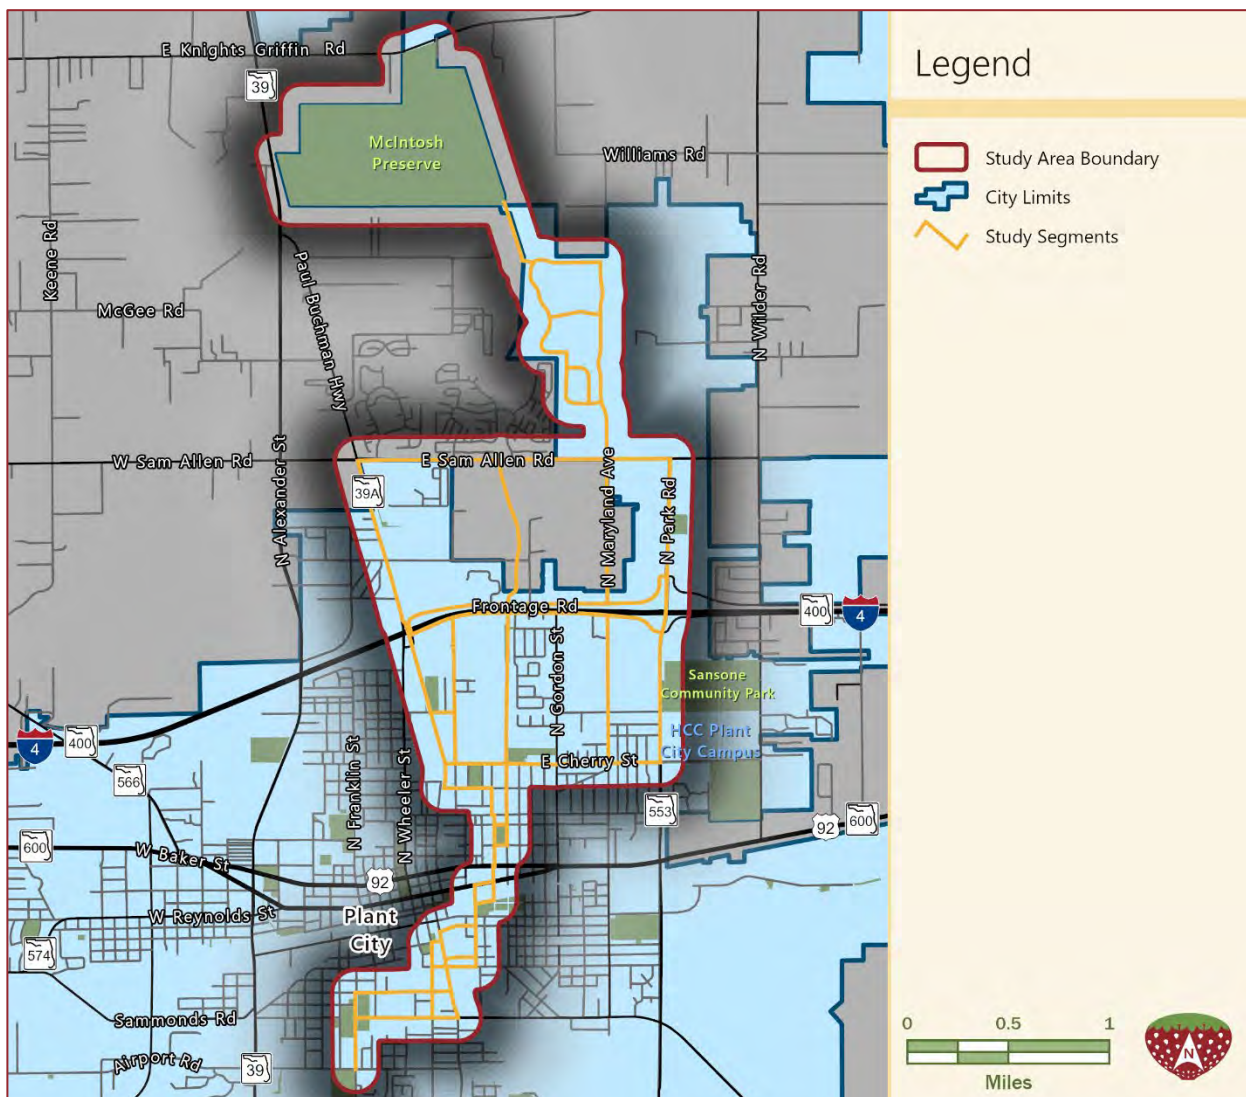 E Knights Griffin Rd
39
McIntosh
Preserve
Williams Rd
Keene Rd
Paul Buchman Hwy
McGee Rd
N Wilder Rd
N Alexander St
W Sam Allen Rd
E Sam Allen Rd
39A
N Maryland Ave
N Park Rd
Frontage Rd
400
4
N Gordon St
Sansone
Community Park
HCC Plant
City Campus
4
400
566
N Franklin St
N Wheeler St
E Cherry St
553
600
92
600
W Baker St
92
W Reynolds St
Plant
City
574
Sammonds Rd
Airport Rd
39
Legend
Study Area Boundary
City Limits
Study Segments
0 0.5 1
Miles
N